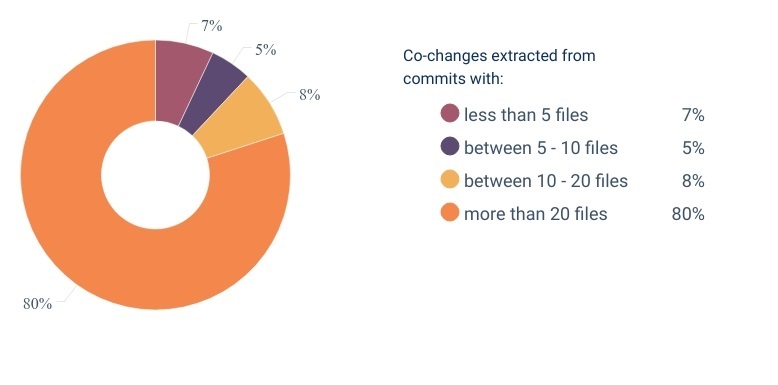 7%
5%
8%
80%
Co-changes extracted from
commits with:
less than 5 files 7%
between 5 - 10 files 5%
between 10 - 20 files 8%
more than 20 files 80%